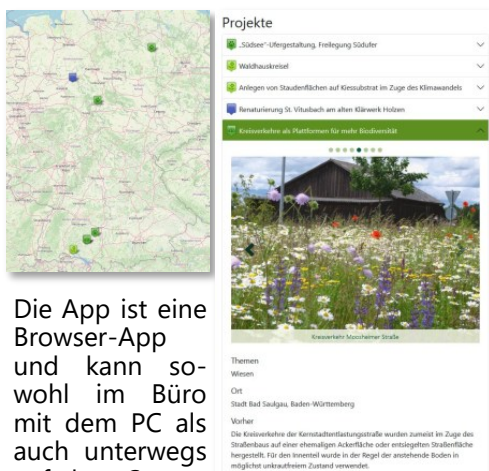 Projekte
„Südsee"-Ufergestaltung, Freilegung Südufer
Waldhauskreisel
Anlegen von Staudenflächen auf Kiessubstrat im Zuge des Klimawandels
Renaturierung St. Vitusbach am alten Klärwerk Holzen
Kreisverkehre als Plattformen für mehr Biodiversität
Kreisverkehr Moosheimer Straße
Themen
Wiesen
Ort
Stadt Bad Saulgau, Baden-Württemberg
Vorher
Die Kreisverkehre der Kernstadtentlastungsstraße wurden zumeist im Zuge des
Straßenbaus auf einer ehemaligen Ackerfläche oder entsiegelten Straßenfläche
hergestellt. Für den Innenteil wurde in der Regel der anstehende Boden in
möglichst unkrautfreiem Zustand verwendet.
Die App ist eine
Browser-App
und kann so-
wohl im Büro
mit dem PC als
auch unterwegs